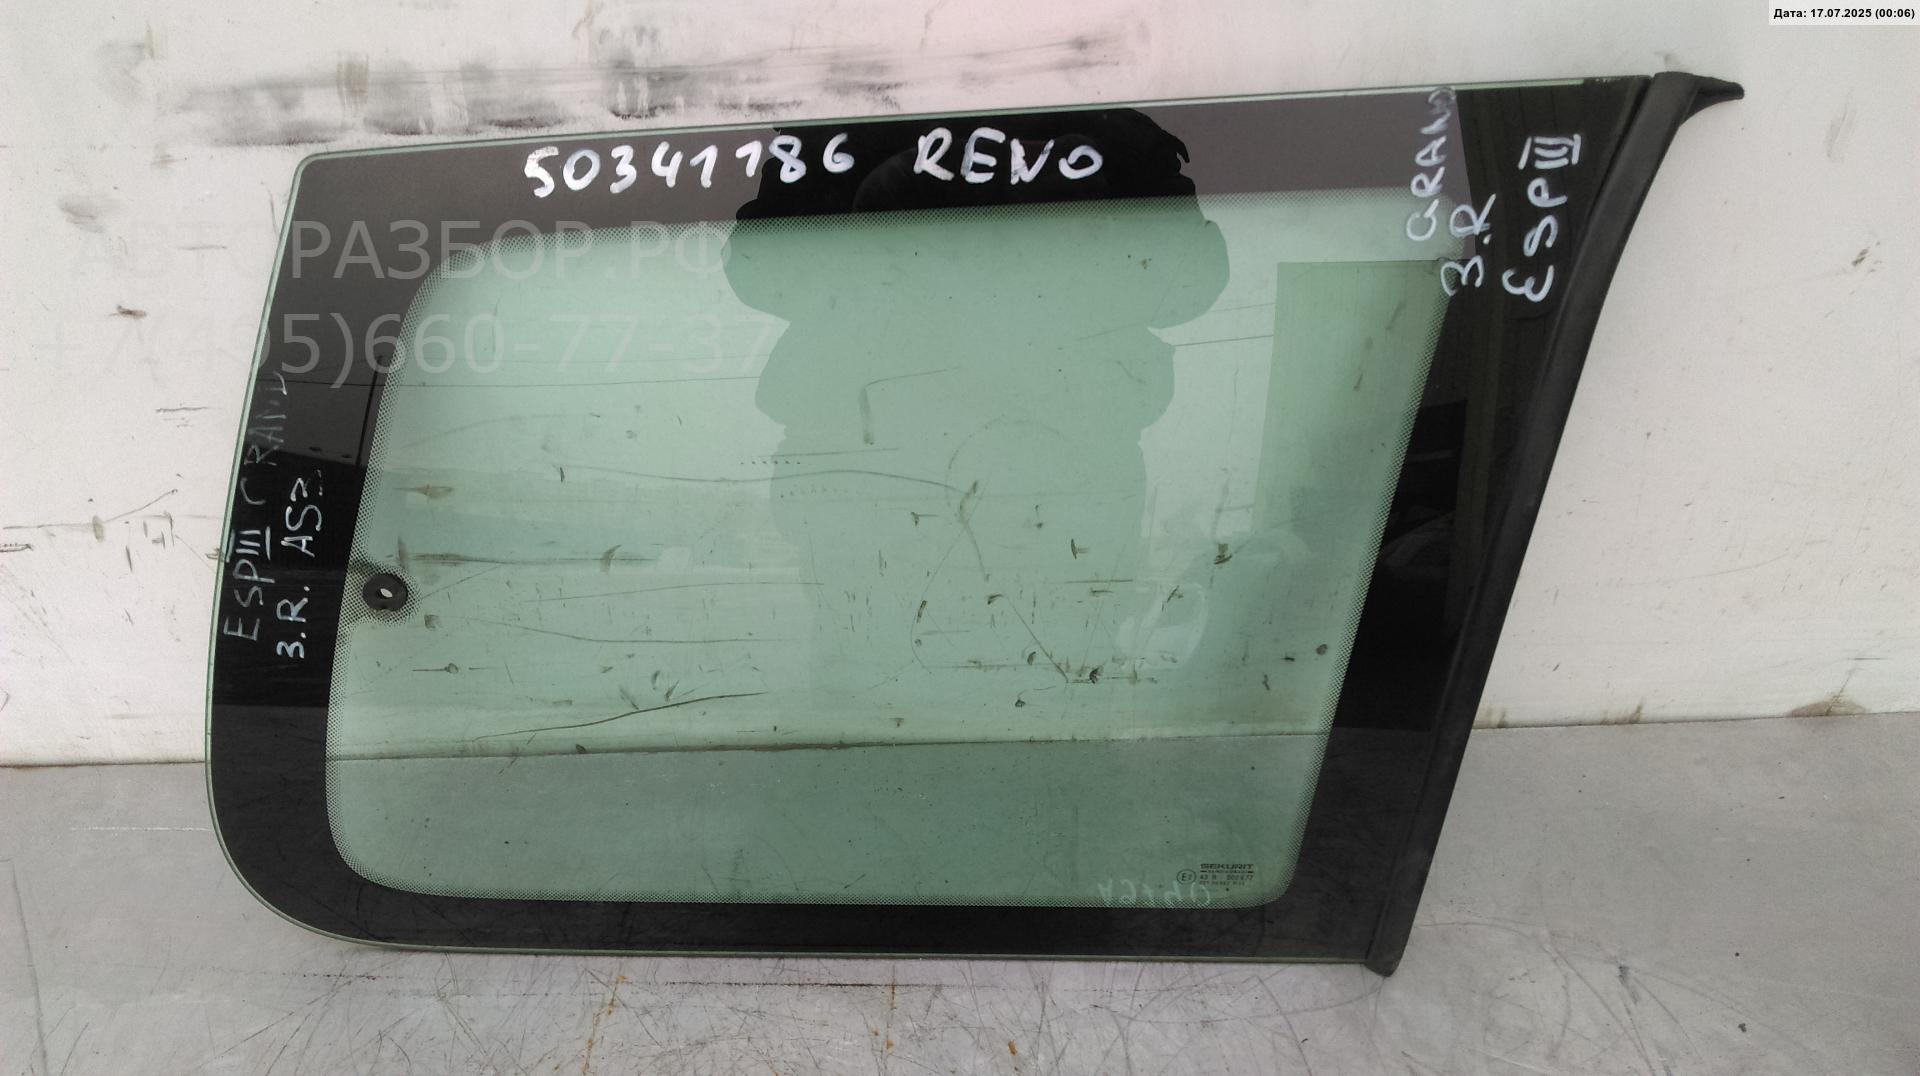 Дата: 17.07.2025 (00:06)
50341186 RENO
GRAND
3.R
ESPIII
АВТОРАЗБОР.РФ
+7(495)660-77-37
ESPIII GRAND
3.R. AS3
SEKURIT